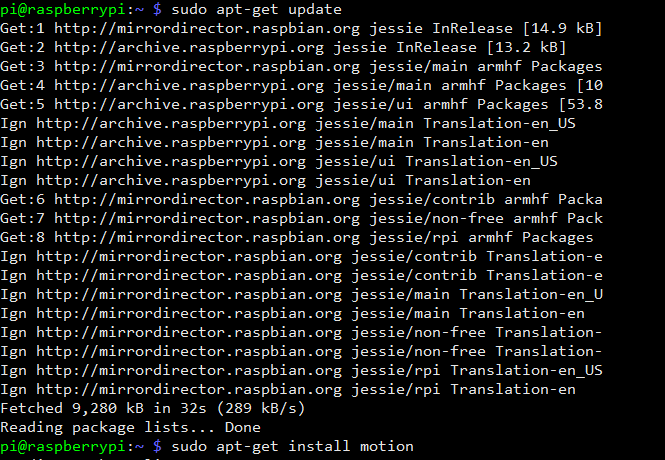 pi@raspberrypi:~ $ sudo apt-get update
Get:1 http://mirrordirector.raspbian.org jessie InRelease [14.9 kB]
Get:2 http://archive.raspberrypi.org jessie InRelease [13.2 kB]
Get:3 http://mirrordirector.raspbian.org jessie/main armhf Packages
Get:4 http://archive.raspberrypi.org jessie/main armhf Packages [10
Get:5 http://archive.raspberrypi.org jessie/ui armhf Packages [53.8
Ign http://archive.raspberrypi.org jessie/main Translation-en_US
Ign http://archive.raspberrypi.org jessie/main Translation-en
Ign http://archive.raspberrypi.org jessie/ui Translation-en_US
Ign http://archive.raspberrypi.org jessie/ui Translation-en
Get:6 http://mirrordirector.raspbian.org jessie/contrib armhf Packa
Get:7 http://mirrordirector.raspbian.org jessie/non-free armhf Pack
Get:8 http://mirrordirector.raspbian.org jessie/rpi armhf Packages
Ign http://mirrordirector.raspbian.org jessie/contrib Translation-e
Ign http://mirrordirector.raspbian.org jessie/contrib Translation-e
Ign http://mirrordirector.raspbian.org jessie/main Translation-en_U
Ign http://mirrordirector.raspbian.org jessie/main Translation-en
Ign http://mirrordirector.raspbian.org jessie/non-free Translation-
Ign http://mirrordirector.raspbian.org jessie/non-free Translation-
Ign http://mirrordirector.raspbian.org jessie/rpi Translation-en_US
Ign http://mirrordirector.raspbian.org jessie/rpi Translation-en
Fetched 9,280 kB in 32s (289 kB/s)
Reading package lists... Done
pi@raspberrypi:~ $ sudo apt-get install motion